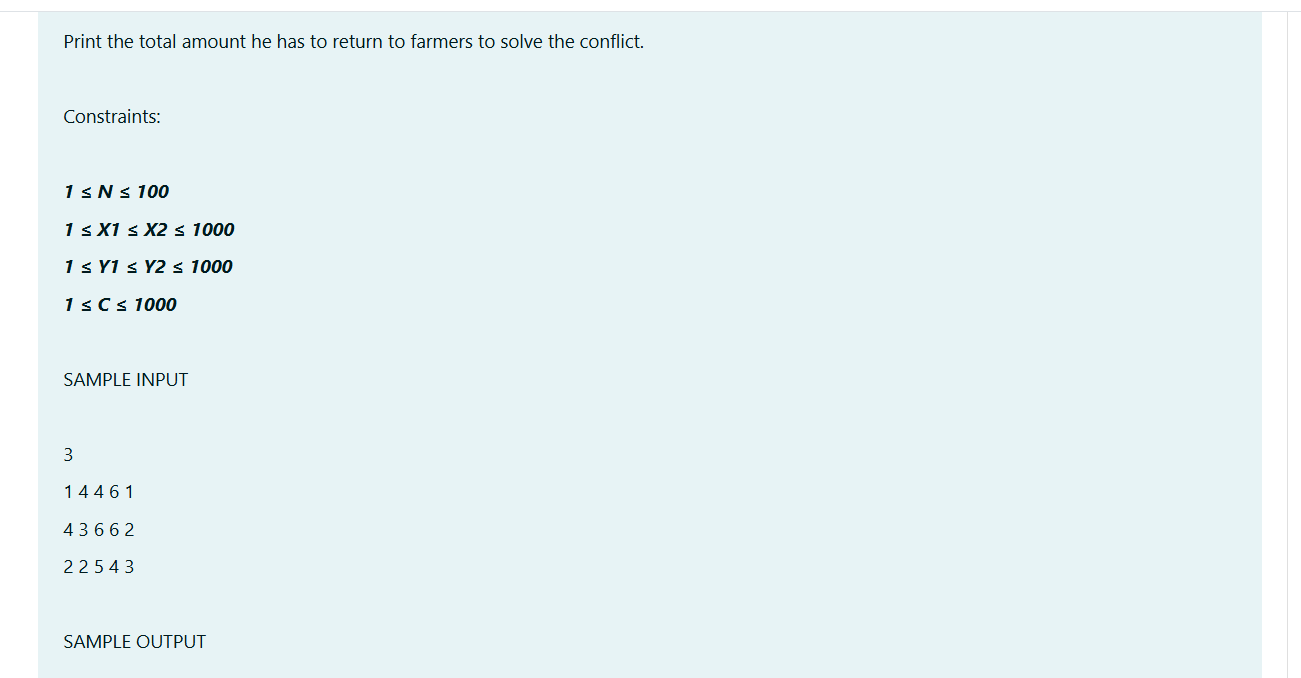 Print the total amount he has to return to farmers to solve the conflict.
Constraints:
1 ≤ N ≤ 100
1 ≤ X1 ≤ X2 ≤ 1000
1 ≤ Y1 ≤ Y2 ≤ 1000
1 ≤ C ≤ 1000
SAMPLE INPUT
3
1 4 4 6 1
4 3 6 6 2
2 2 5 4 3
SAMPLE OUTPUT